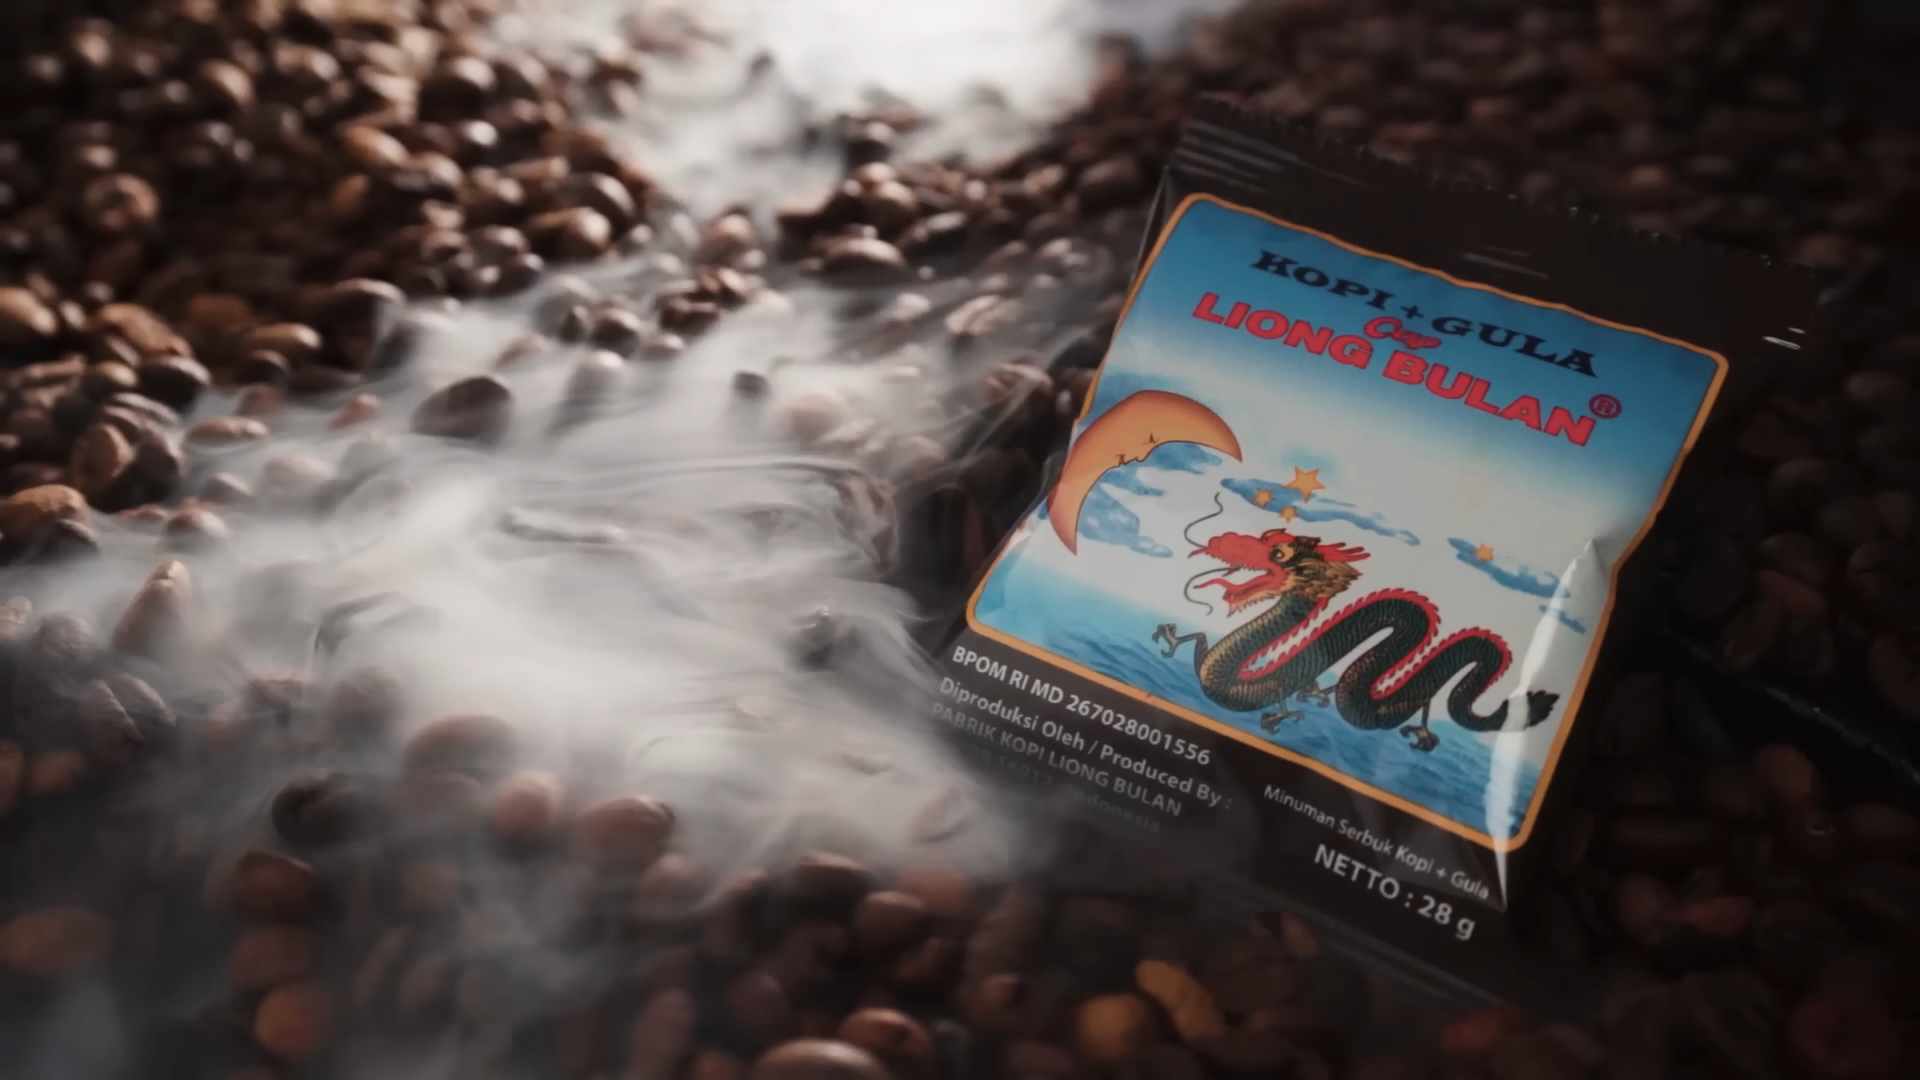 KOPI + GULA
Cap
LIONG BULAN®
BPOM RI MD 267028001556
Diproduksi Oleh / Produced By :
PABRIK KOPI LIONG BULAN
16912 Indonesia
Minuman Serbuk Kopi + Gula
NETTO : 28 g